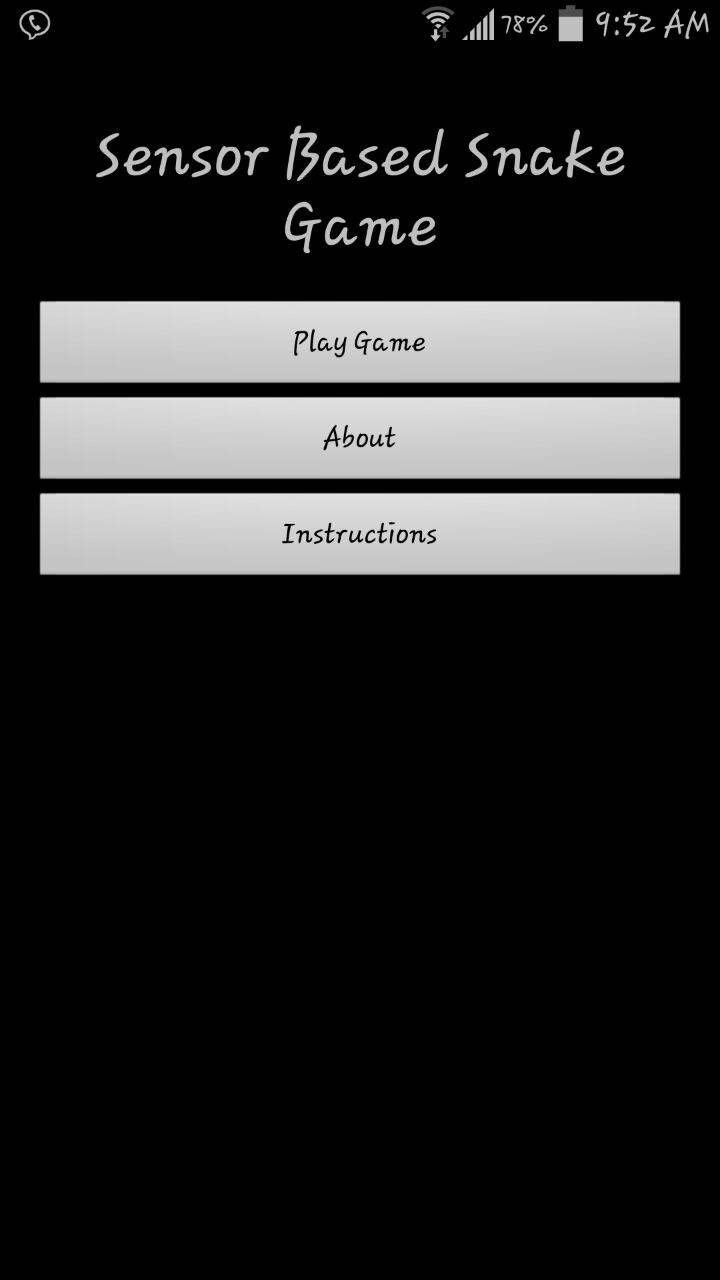 78% 9:52 AM
Sensor Based Snake
Game
Play Game
About
Instructions